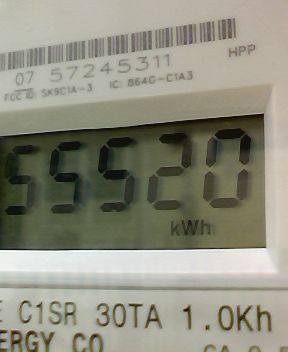 07 57245311
HPP
FCC ID: SK9C1A-3 IC: 864G-C1A3
55520
kWh
C1SR 30TA 1.0Kh
ERGY CO